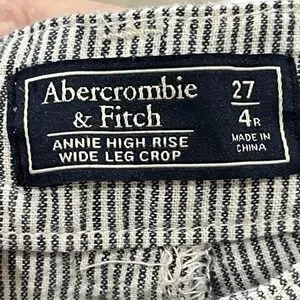 Abercrombie
& Fitch
ANNIE HIGH RISE
WIDE LEG CROP
27
4R
MADE IN
CHINA